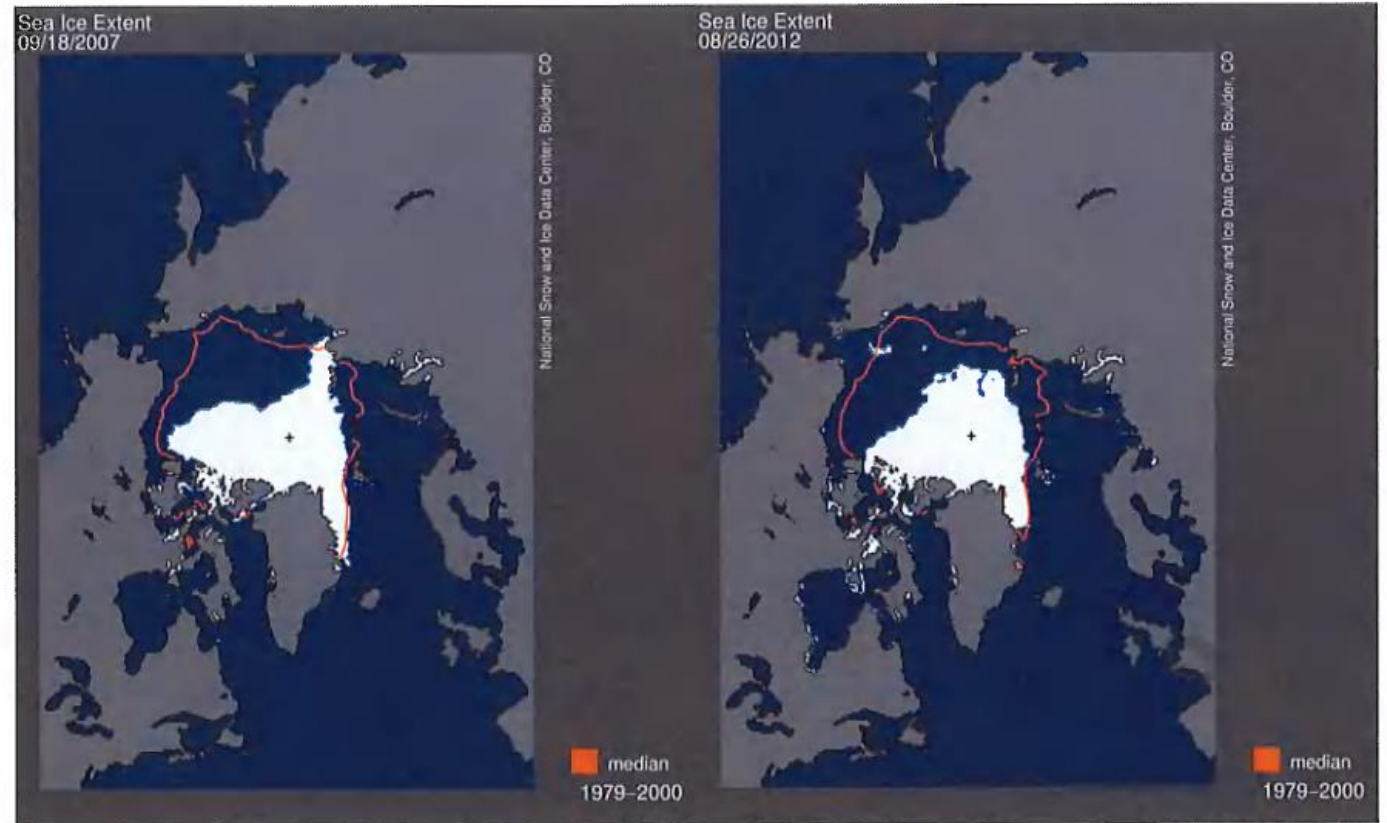 Sea Ice Extent
09/18/2007
National Snow and Ice Data Center, Boulder, CO
median
1979–2000
Sea Ice Extent
08/26/2012
National Snow and Ice Data Center, Boulder, CO
median
1979–2000